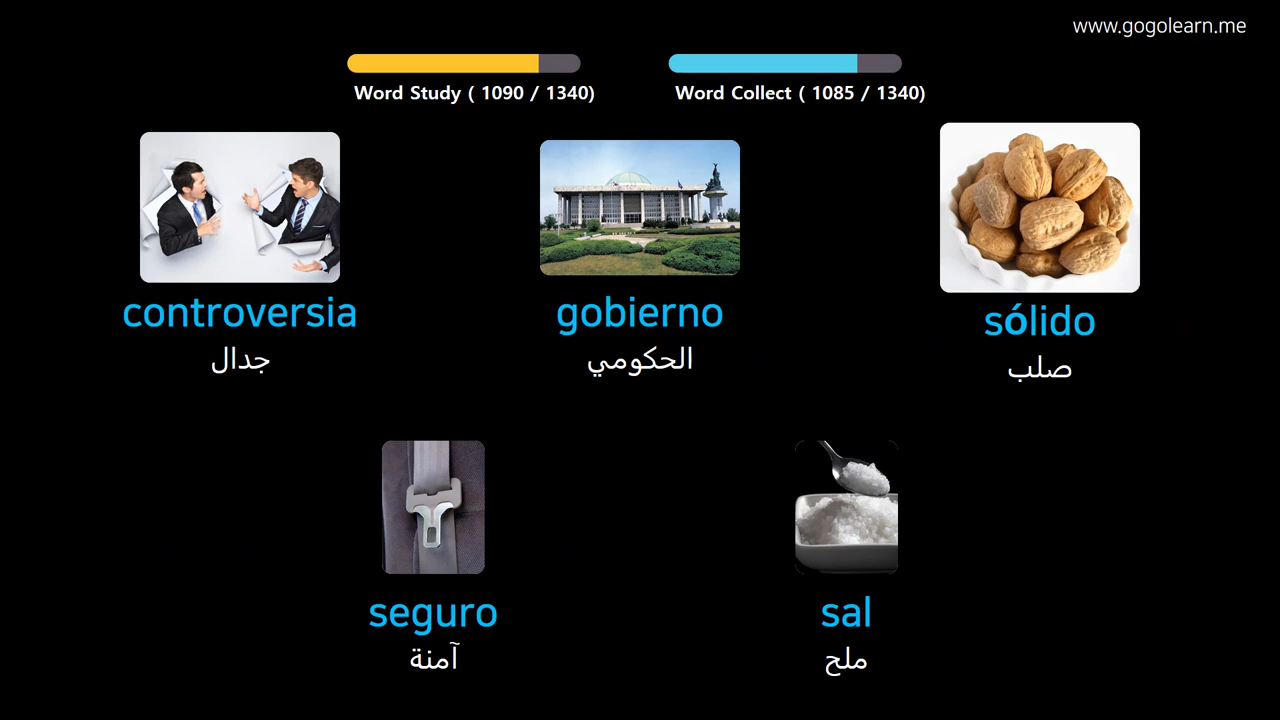 www.gogolearn.me
Word Study ( 1090 / 1340)
Word Collect ( 1085 / 1340)
controversia
جدال
gobierno
الحكومي
sólido
صلب
seguro
آمنة
sal
ملح